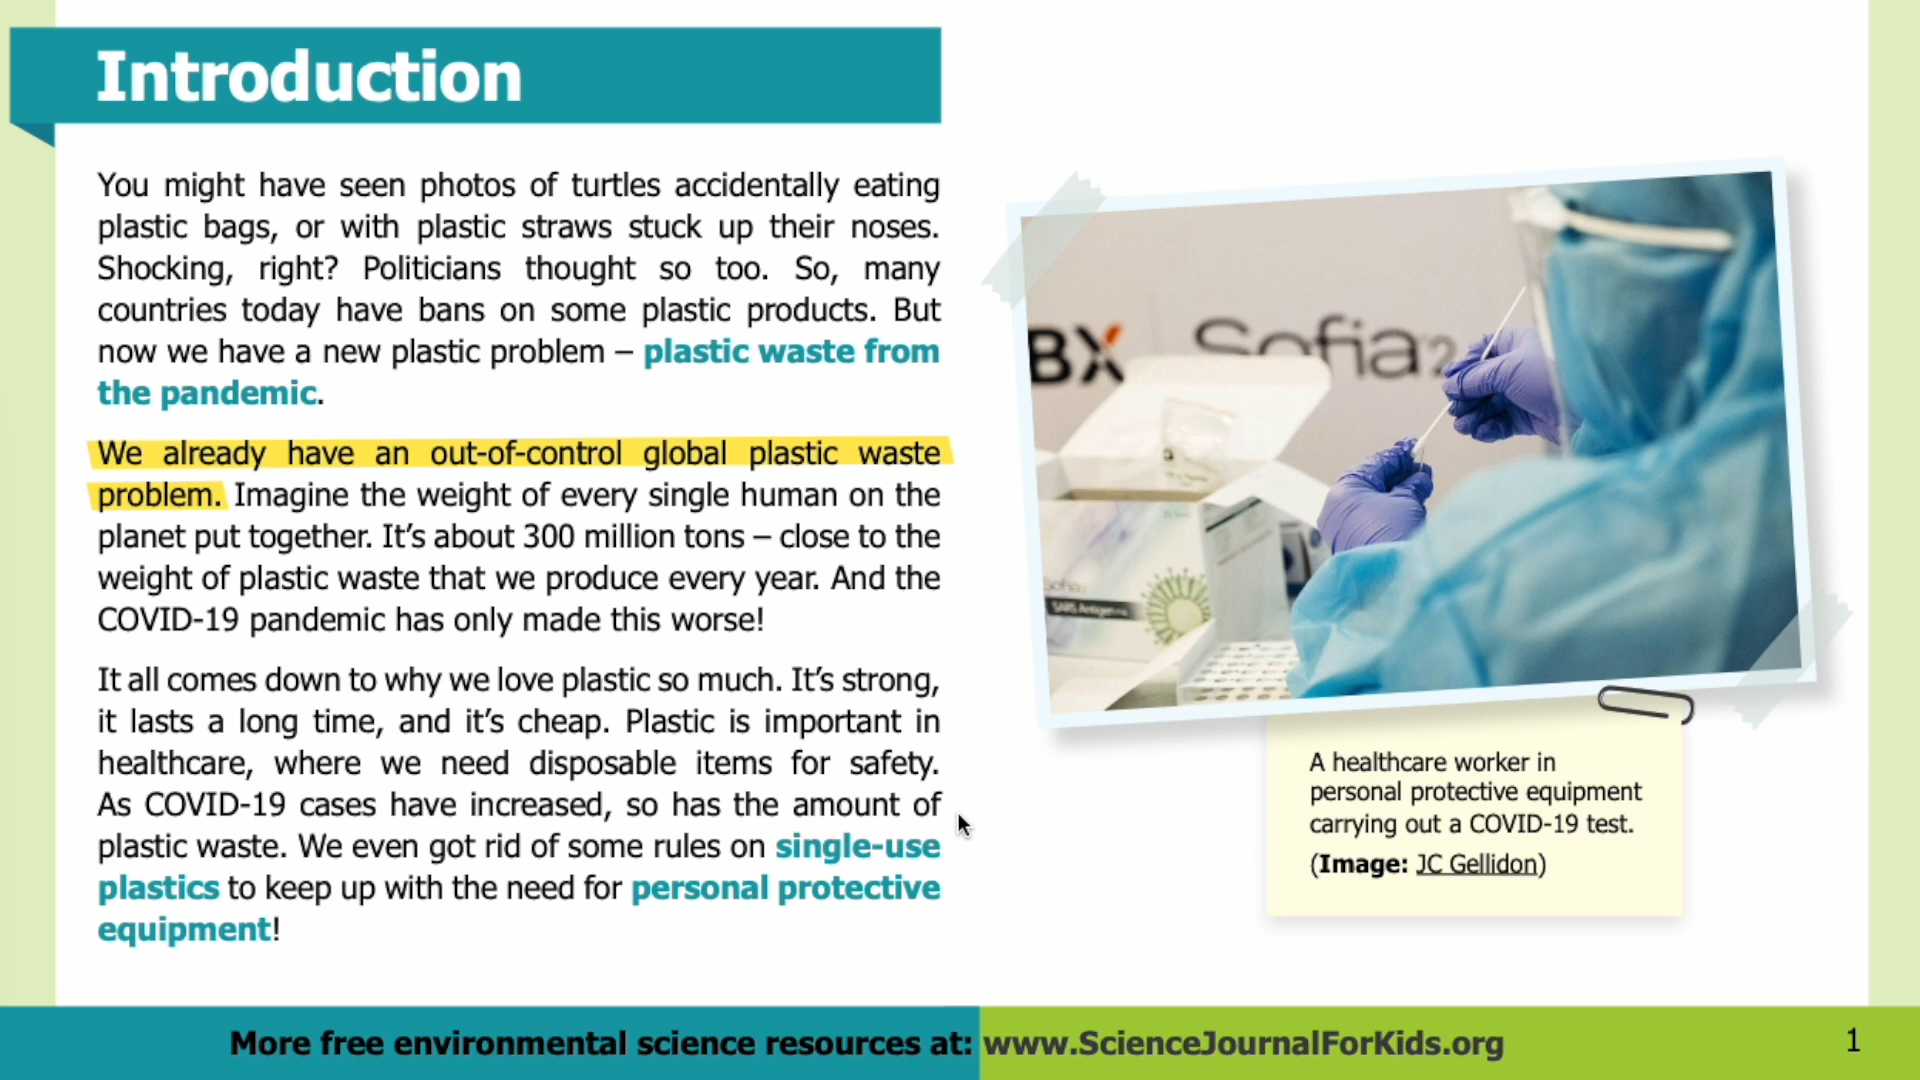 Introduction
You might have seen photos of turtles accidentally eating
plastic bags, or with plastic straws stuck up their noses.
Shocking, right? Politicians thought so too. So, many
countries today have bans on some plastic products. But
now we have a new plastic problem – plastic waste from
the pandemic.
We already have an out-of-control global plastic waste
problem. Imagine the weight of every single human on the
planet put together. It's about 300 million tons – close to the
weight of plastic waste that we produce every year. And the
COVID-19 pandemic has only made this worse!
It all comes down to why we love plastic so much. It's strong,
it lasts a long time, and it's cheap. Plastic is important in
healthcare, where we need disposable items for safety.
As COVID-19 cases have increased, so has the amount of
plastic waste. We even got rid of some rules on single-use
plastics to keep up with the need for personal protective
equipment!
BX Sofia 2
Sofia
SARS Antigen
A healthcare worker in
personal protective equipment
carrying out a COVID-19 test.
(Image: JC Gellidon)
More free environmental science resources at: www.ScienceJournalForKids.org
1